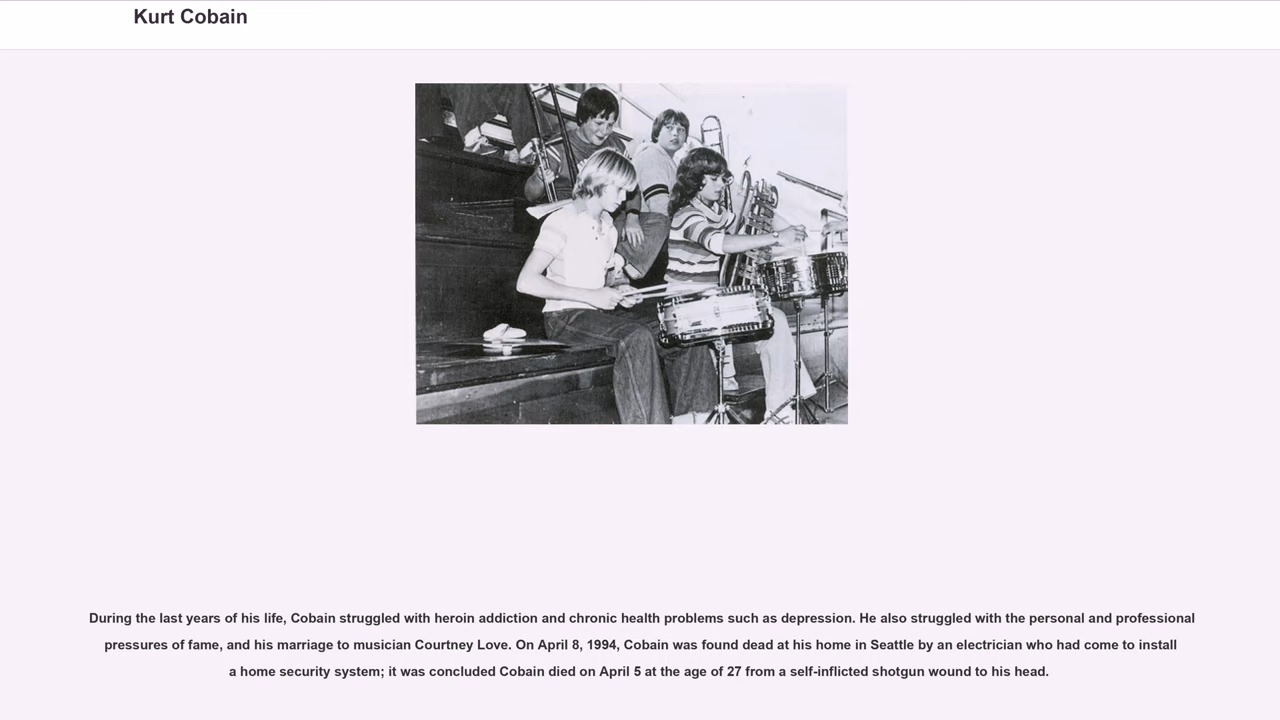 Kurt Cobain
During the last years of his life, Cobain struggled with heroin addiction and chronic health problems such as depression. He also struggled with the personal and professional
pressures of fame, and his marriage to musician Courtney Love. On April 8, 1994, Cobain was found dead at his home in Seattle by an electrician who had come to install
a home security system; it was concluded Cobain died on April 5 at the age of 27 from a self-inflicted shotgun wound to his head.